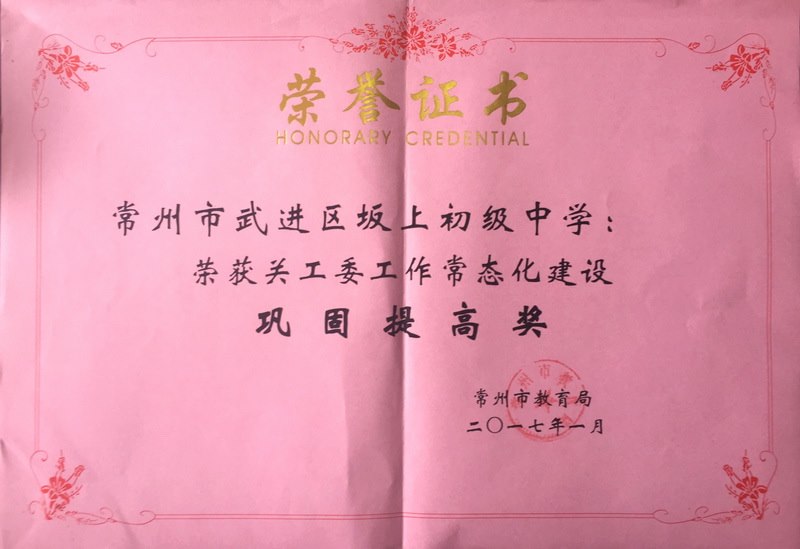 荣誉证书
HONORARY CREDENTIAL
常州市武进区坂上初级中学：
荣获关工委工作常态化建设
巩固提高奖
常州市教育局
二〇一七年一月